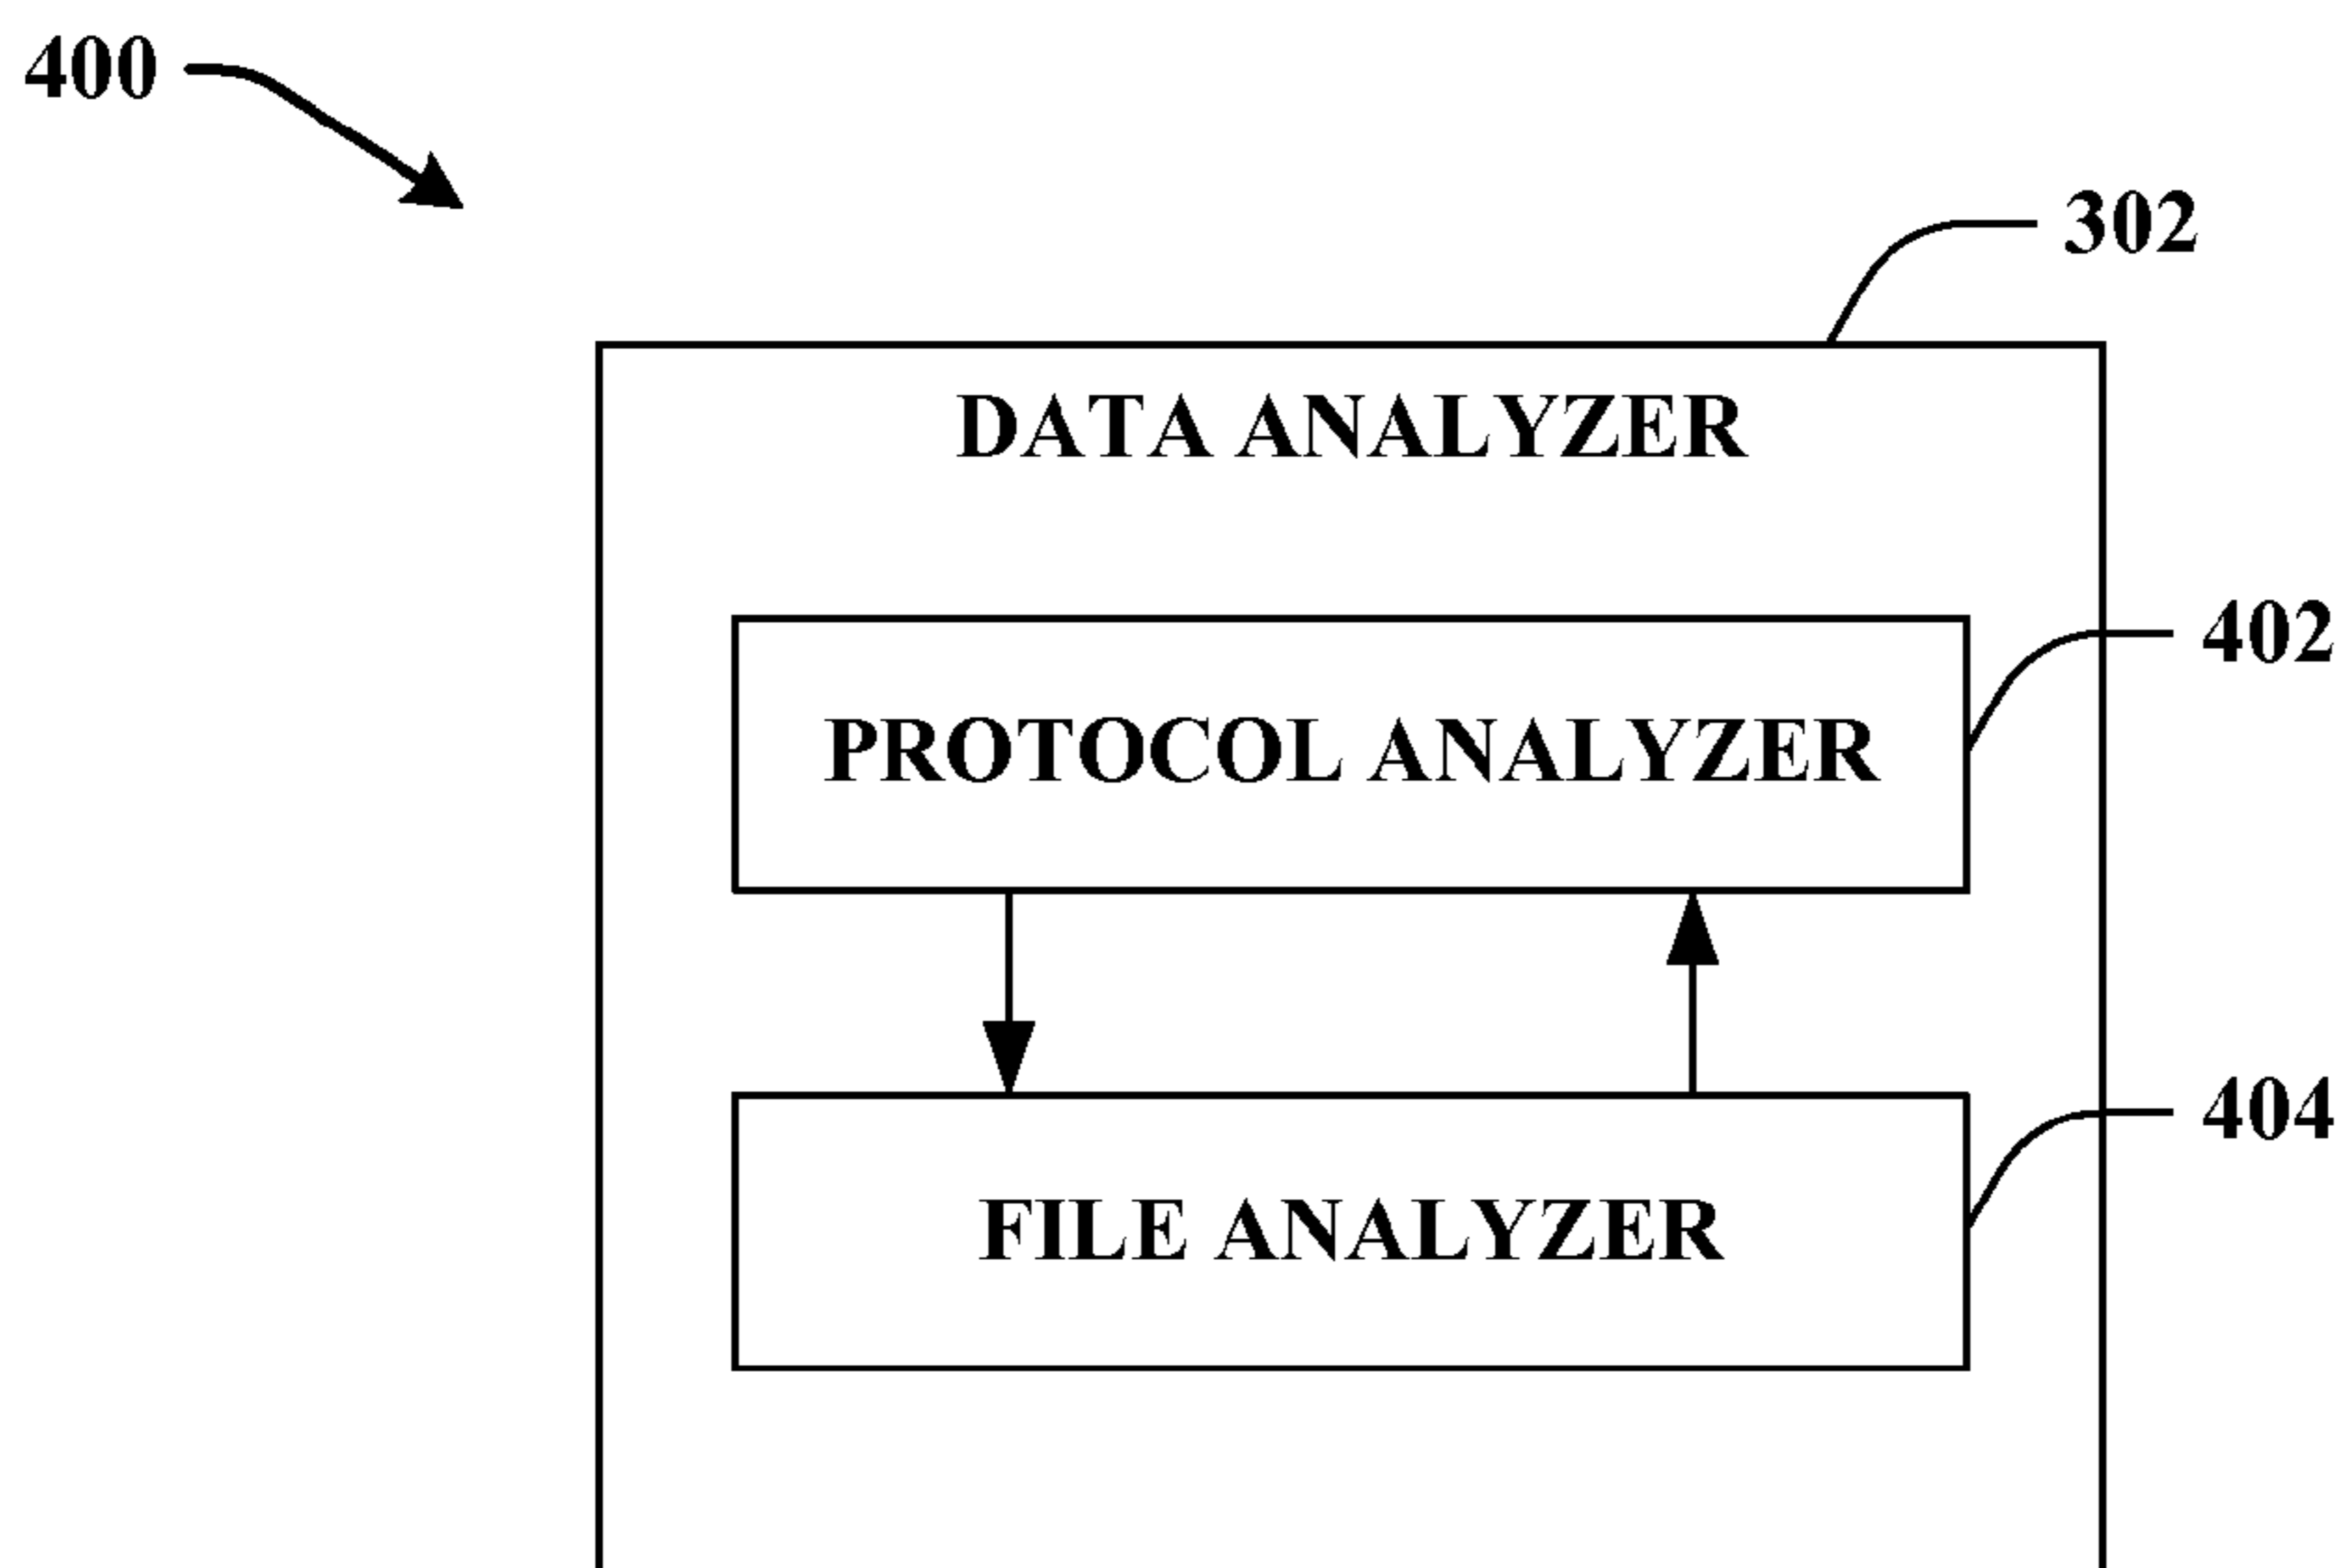 400
302
DATA ANALYZER
402
PROTOCOL ANALYZER
404
FILE ANALYZER